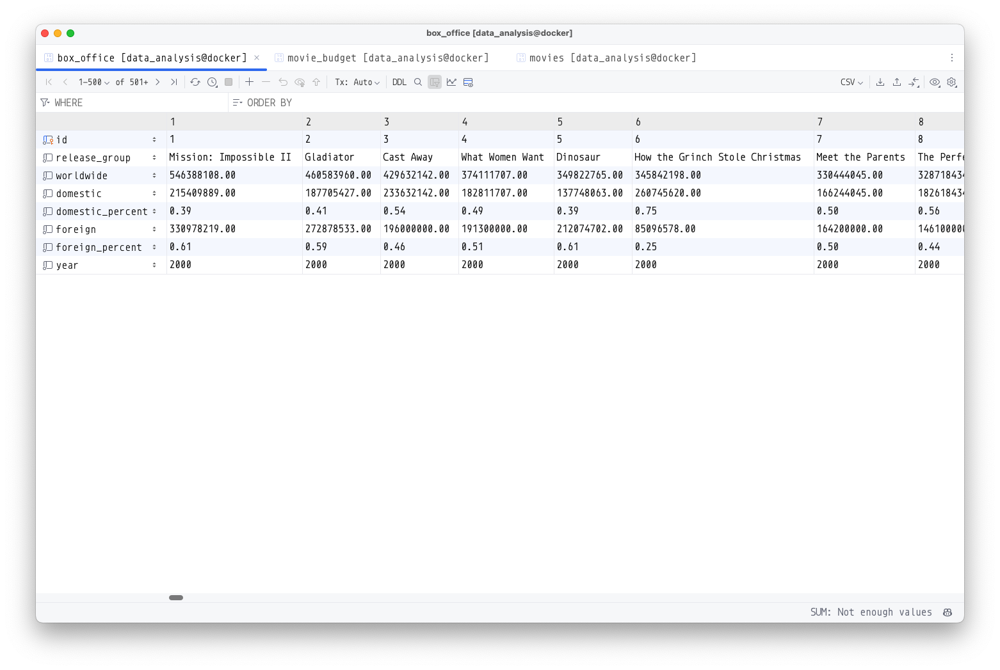 box_office [data_analysis@docker]
box_office [data_analysis@docker] movie_budget [data_analysis@docker] movies [data_analysis@docker]
1-500 of 501+ Tx: Auto DDL CSV
WHERE ORDER BY
1 2 3 4 5 6 7 8
id 1 2 3 4 5 6 7 8
release_group Mission: Impossible II Gladiator Cast Away What Women Want Dinosaur How the Grinch Stole Christmas Meet the Parents The Perfe
worldwide 546388108.00 460583960.00 429632142.00 374111707.00 349822765.00 345842198.00 330444045.00 328718434
domestic 215409889.00 187705427.00 233632142.00 182811707.00 137748063.00 260745620.00 166244045.00 182618434
domestic_percent 0.39 0.41 0.54 0.49 0.39 0.75 0.50 0.56
foreign 330978219.00 272878533.00 196000000.00 191300000.00 212074702.00 85096578.00 164200000.00 146100000
foreign_percent 0.61 0.59 0.46 0.51 0.61 0.25 0.50 0.44
year 2000 2000 2000 2000 2000 2000 2000 2000
SUM: Not enough values